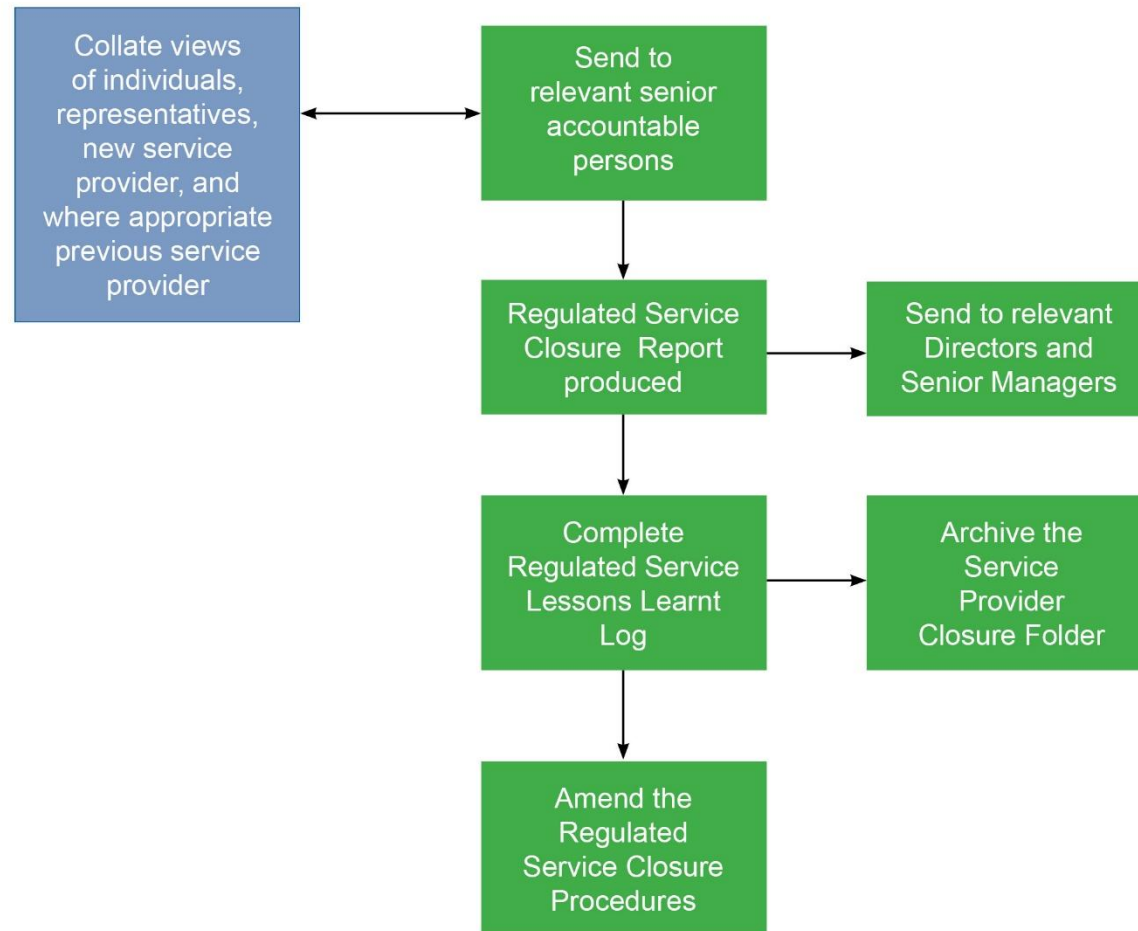 Collate views
of individuals,
representatives,
new service
provider, and
where appropriate
previous service
provider
Send to
relevant senior
accountable
persons
Regulated Service
Closure  Report
produced
Send to relevant
Directors and
Senior Managers
Complete
Regulated Service
Lessons Learnt
Log
Archive the
Service
Provider
Closure Folder
Amend the
Regulated
Service Closure
Procedures